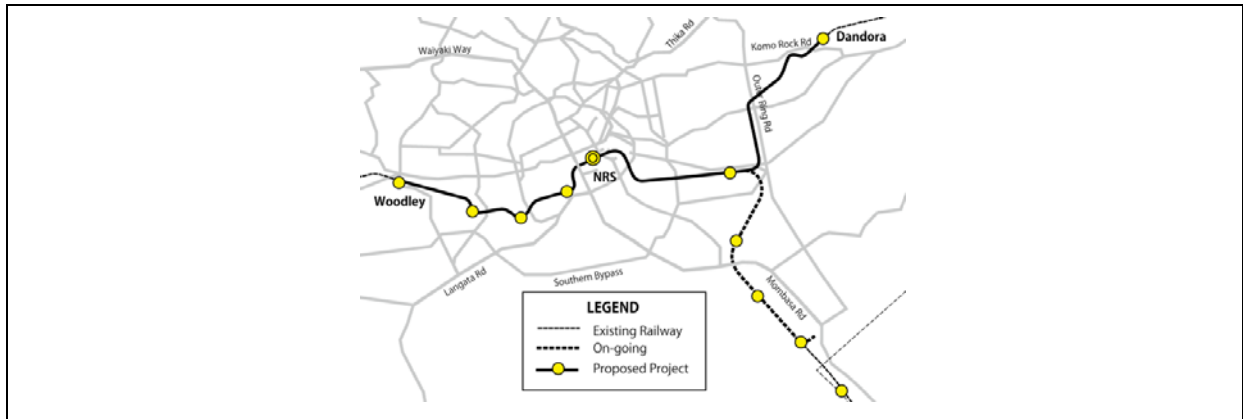 Thika Rd
Waiyaki Way
Komo Rock Rd
Dandora
Outer Ring Rd
NRS
Woodley
Langata Rd
Southern Bypass
Mombasa Rd
LEGEND
Existing Railway
On-going
Proposed Project